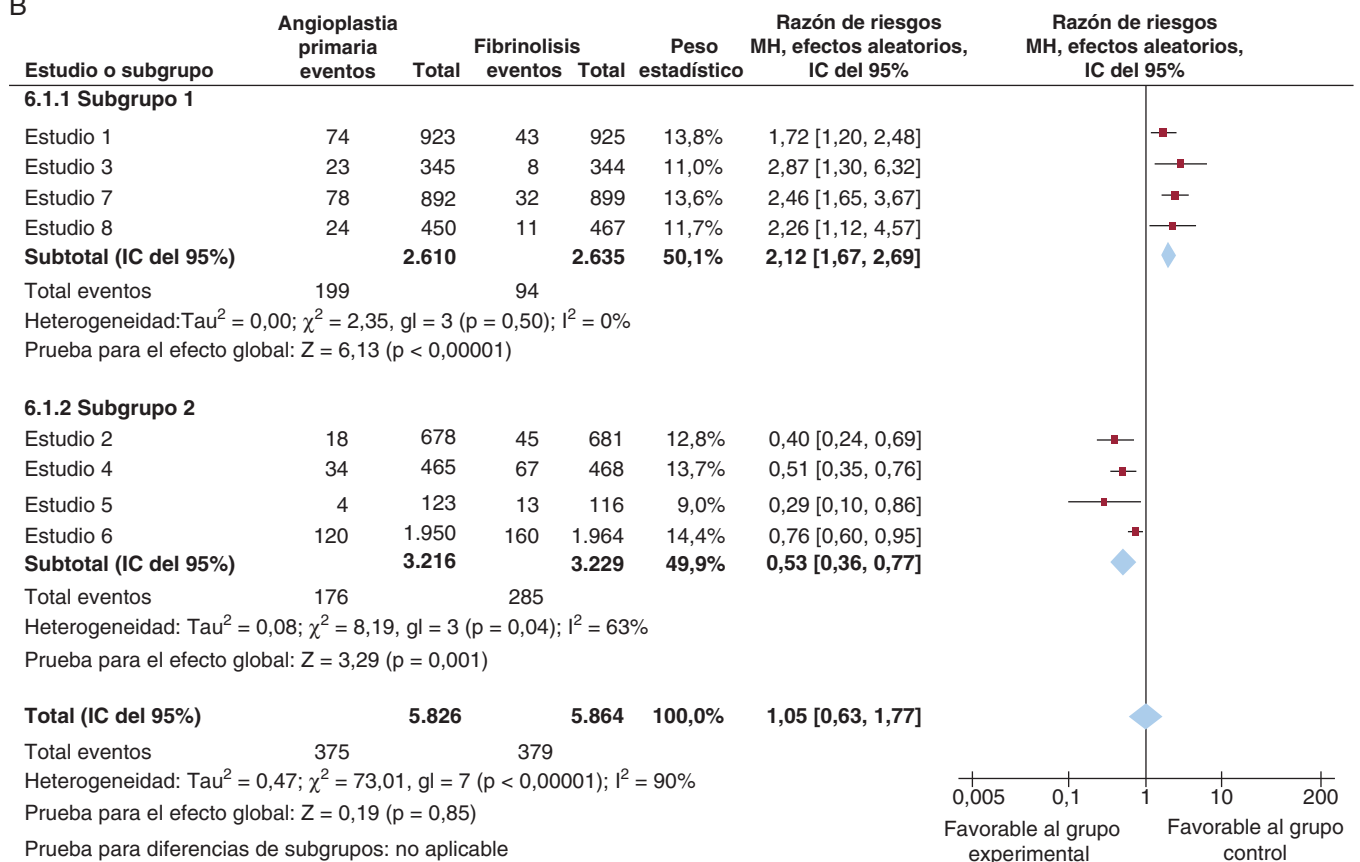 B
Angioplastia primaria eventos Total Fibrinolisis eventos Total Peso estadístico Razón de riesgos MH, efectos aleatorios, IC del 95% Razón de riesgos MH, efectos aleatorios, IC del 95%
Estudio o subgrupo
6.1.1 Subgrupo 1
Estudio 1 74 923 43 925 13,8% 1,72 [1,20, 2,48]
Estudio 3 23 345 8 344 11,0% 2,87 [1,30, 6,32]
Estudio 7 78 892 32 899 13,6% 2,46 [1,65, 3,67]
Estudio 8 24 450 11 467 11,7% 2,26 [1,12, 4,57]
Subtotal (IC del 95%) 2.610 2.635 50,1% 2,12 [1,67, 2,69]
Total eventos 199 94
Heterogeneidad:Tau² = 0,00; χ² = 2,35, gl = 3 (p = 0,50); I² = 0%
Prueba para el efecto global: Z = 6,13 (p < 0,00001)
6.1.2 Subgrupo 2
Estudio 2 18 678 45 681 12,8% 0,40 [0,24, 0,69]
Estudio 4 34 465 67 468 13,7% 0,51 [0,35, 0,76]
Estudio 5 4 123 13 116 9,0% 0,29 [0,10, 0,86]
Estudio 6 120 1.950 160 1.964 14,4% 0,76 [0,60, 0,95]
Subtotal (IC del 95%) 3.216 3.229 49,9% 0,53 [0,36, 0,77]
Total eventos 176 285
Heterogeneidad: Tau² = 0,08; χ² = 8,19, gl = 3 (p = 0,04); I² = 63%
Prueba para el efecto global: Z = 3,29 (p = 0,001)
Total (IC del 95%) 5.826 5.864 100,0% 1,05 [0,63, 1,77]
Total eventos 375 379
Heterogeneidad: Tau² = 0,47; χ² = 73,01, gl = 7 (p < 0,00001); I² = 90%
Prueba para el efecto global: Z = 0,19 (p = 0,85)
Prueba para diferencias de subgrupos: no aplicable
0,005 0,1 1 10 200
Favorable al grupo experimental
Favorable al grupo control